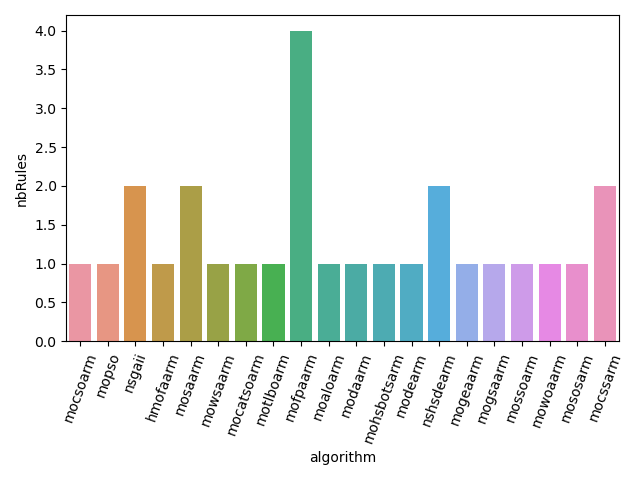 4.0
3.5
3.0
2.5
2.0
1.5
1.0
0.5
0.0
nbRules
mocsoarm
mopso
nsgaii
hmofaarm
mosaarm
mowsaarm
mocatsoarm
motlboarm
mofpaarm
moaloarm
modaarm
mohsbotsarm
modearm
nshsdearm
mogeaarm
mogsaarm
mossoarm
mowoaarm
mososarm
mocssarm
algorithm